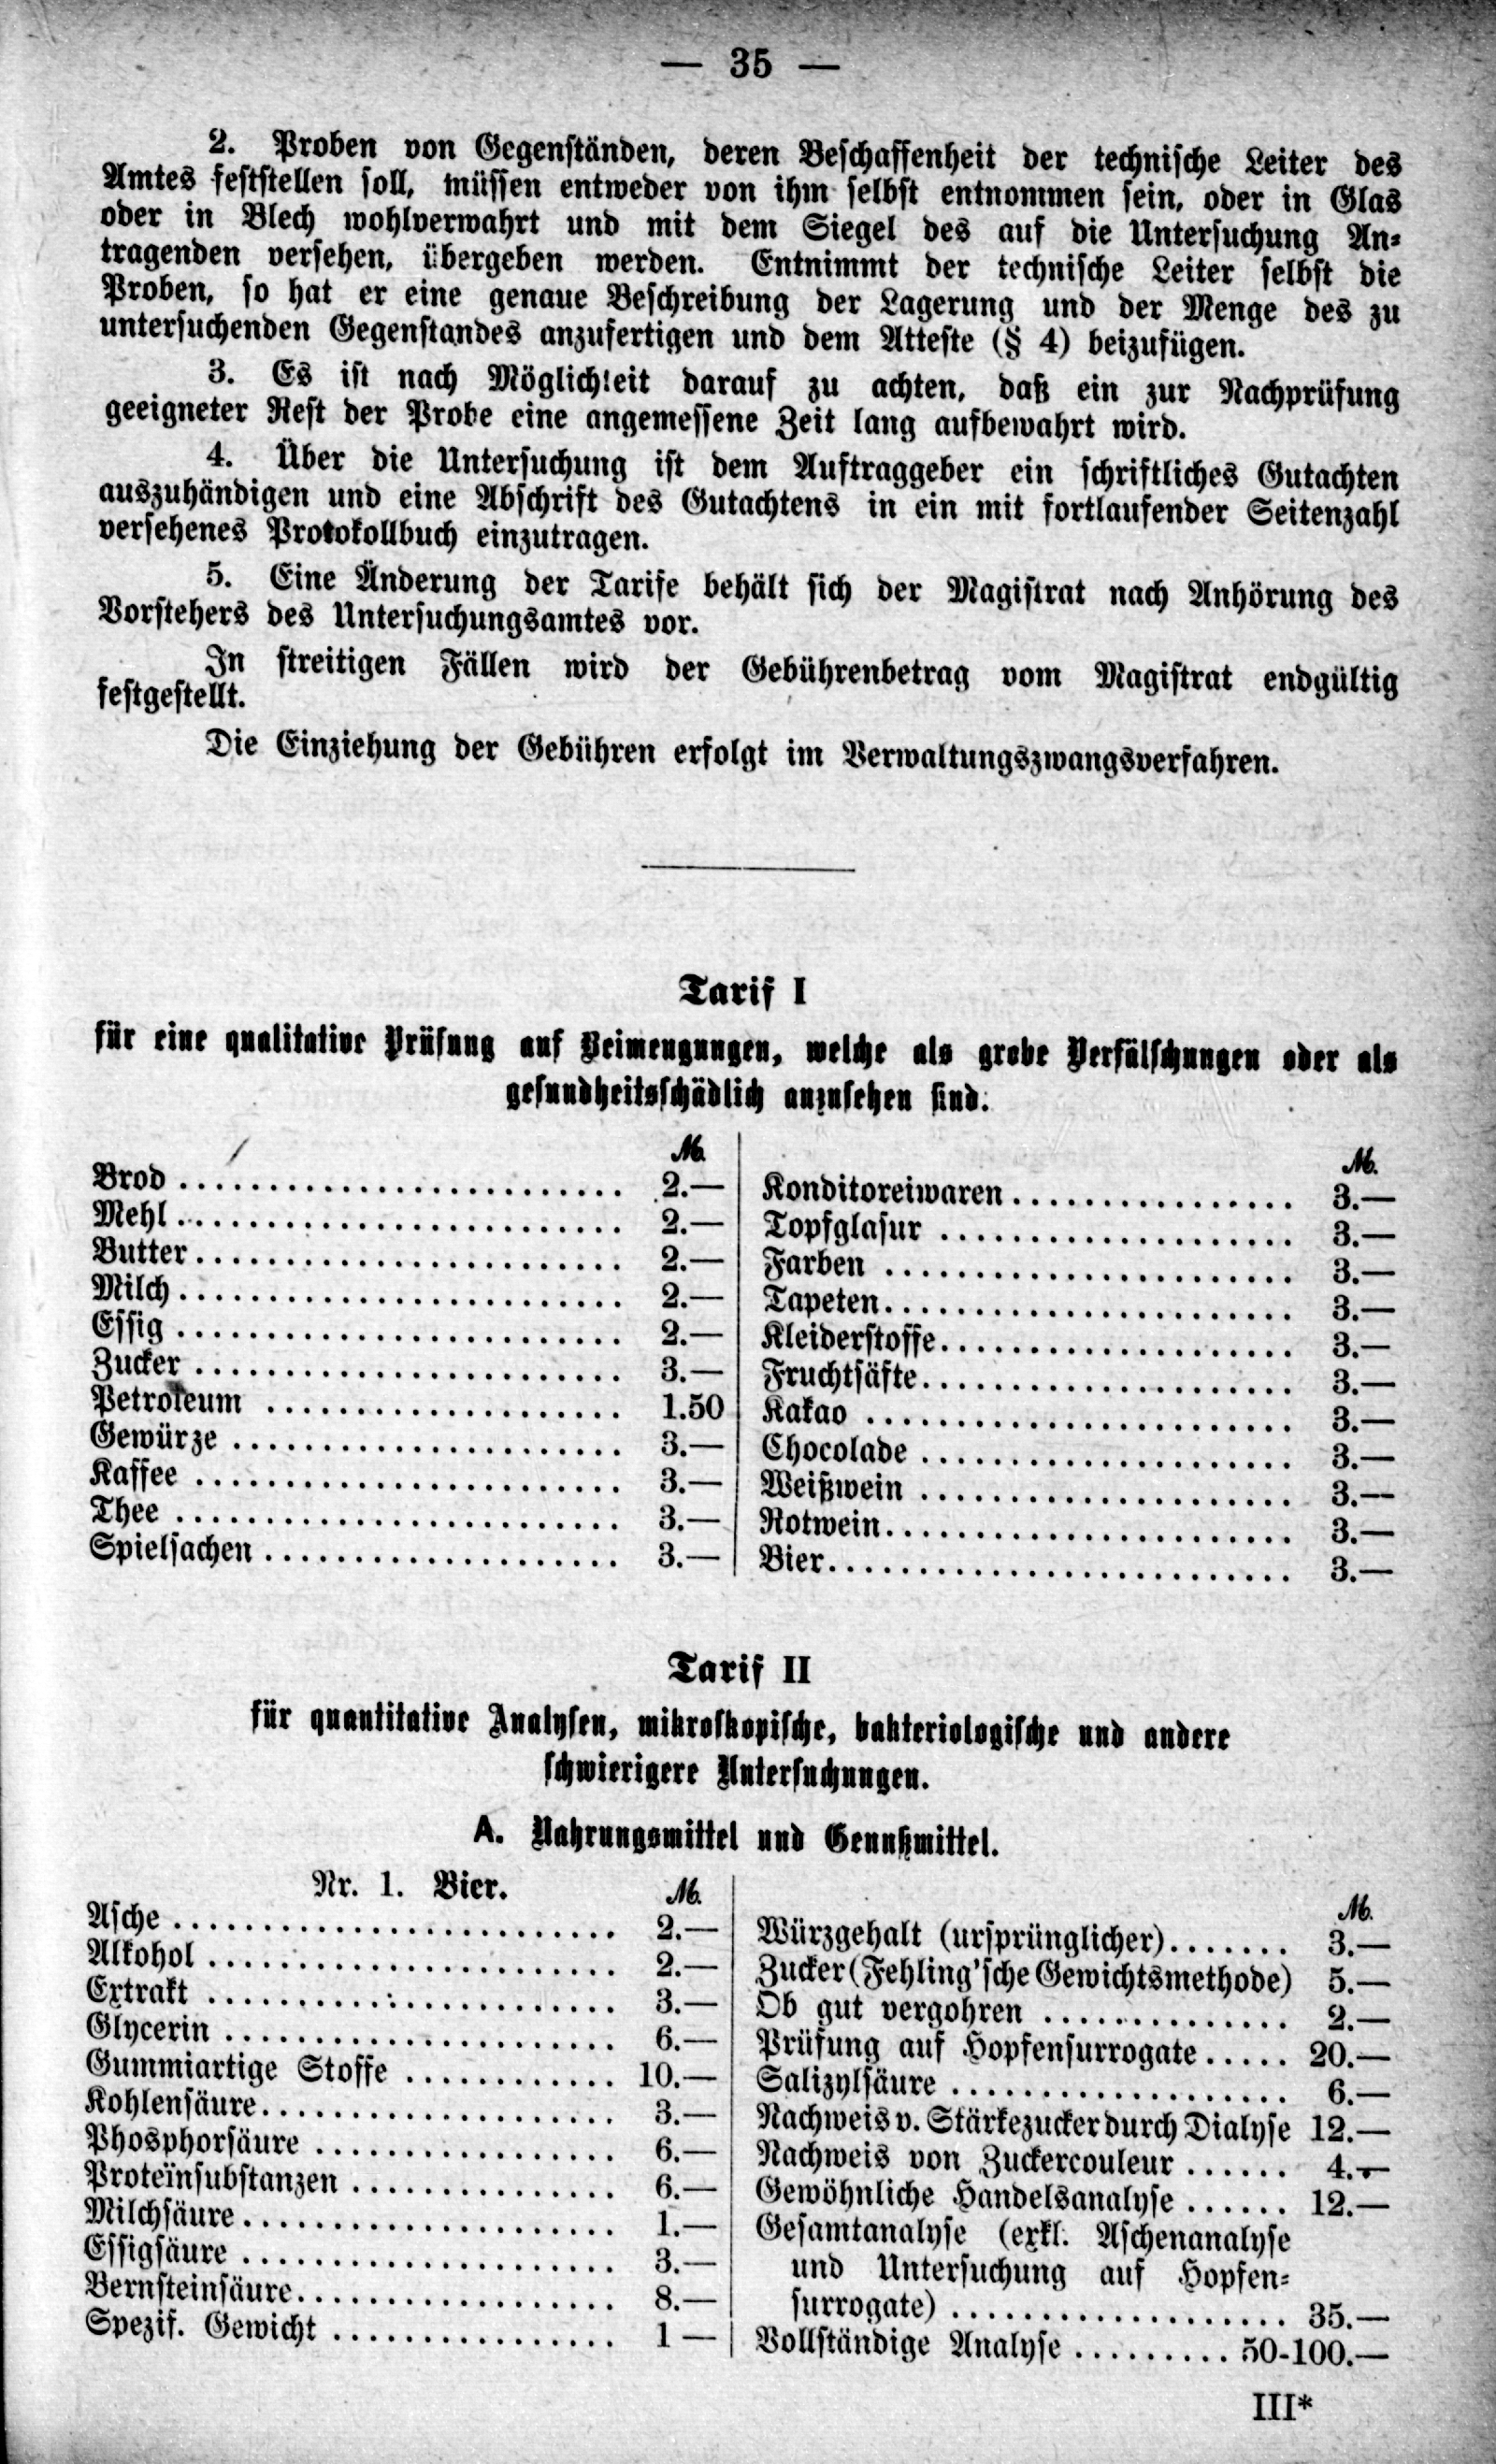 — 35 —
2. Proben von Gegenständen, deren Beschaffenheit der technische Leiter des
Amtes feststellen soll, müssen entweder von ihm selbst entnommen sein, oder in Glas
oder in Blech wohlverwahrt und mit dem Siegel des auf die Untersuchung An-
tragenden versehen, übergeben werden. Entnimmt der technische Leiter selbst die
Proben, so hat er eine genaue Beschreibung der Lagerung und der Menge des zu
untersuchenden Gegenstandes anzufertigen und dem Atteste (§ 4) beizufügen.
3. Es ist nach Möglichkeit darauf zu achten, daß ein zur Nachprüfung
geeigneter Rest der Probe eine angemessene Zeit lang aufbewahrt wird.
4. Über die Untersuchung ist dem Auftraggeber ein schriftliches Gutachten
auszuhändigen und eine Abschrift des Gutachtens in ein mit fortlaufender Seitenzahl
versehenes Protokollbuch einzutragen.
5. Eine Änderung der Tarife behält sich der Magistrat nach Anhörung des
Vorstehers des Untersuchungsamtes vor.
In streitigen Fällen wird der Gebührenbetrag vom Magistrat endgültig
festgestellt.
Die Einziehung der Gebühren erfolgt im Verwaltungszwangsverfahren.
Tarif I
für eine qualitative Prüfung auf Beimengungen, welche als grobe Verfälschungen oder als
gesundheitsschädlich anzusehen sind.
M.
Brod . . . . . 2.—
Mehl . . . . . 2.—
Butter . . . . . 2.—
Milch . . . . . 2.—
Essig . . . . . 2.—
Zucker . . . . . 3.—
Petroleum . . . . . 1.50
Gewürze . . . . . 3.—
Kaffee . . . . . 3.—
Thee . . . . . 3.—
Spielsachen . . . . . 3.—
M.
Konditoreiwaren . . . . . 3.—
Topfglasur . . . . . 3.—
Farben . . . . . 3.—
Tapeten . . . . . 3.—
Kleiderstoffe . . . . . 3.—
Fruchtsäfte . . . . . 3.—
Kakao . . . . . 3.—
Chocolade . . . . . 3.—
Weißwein . . . . . 3.—
Rotwein . . . . . 3.—
Bier . . . . . 3.—
Tarif II
für quantitative Analysen, mikroskopische, bakteriologische und andere
schwierigere Untersuchungen.
A. Nahrungsmittel und Genußmittel.
Nr. 1. Bier. M.
Asche . . . . . 2.—
Alkohol . . . . . 2.—
Extrakt . . . . . 3.—
Glycerin . . . . . 6.—
Gummiartige Stoffe . . . . . 10.—
Kohlensäure . . . . . 3.—
Phosphorsäure . . . . . 6.—
Proteïnsubstanzen . . . . . 6.—
Milchsäure . . . . . 1.—
Essigsäure . . . . . 3.—
Bernsteinsäure . . . . . 8.—
Spezif. Gewicht . . . . . 1 —
M.
Würzgehalt (ursprünglicher) . . . . . 3.—
Zucker (Fehling'sche Gewichtsmethode) 5.—
Ob gut vergohren . . . . . 2.—
Prüfung auf Hopfensurrogate . . . . . 20.—
Salizylsäure . . . . . 6.—
Nachweis v. Stärkezucker durch Dialyse 12.—
Nachweis von Zuckercouleur . . . . . 4.—
Gewöhnliche Handelsanalyse . . . . . 12.—
Gesamtanalyse (exkl. Aschenanalyse
und Untersuchung auf Hopfen-
surrogate) . . . . . 35.—
Vollständige Analyse . . . . . 50-100.—
III*